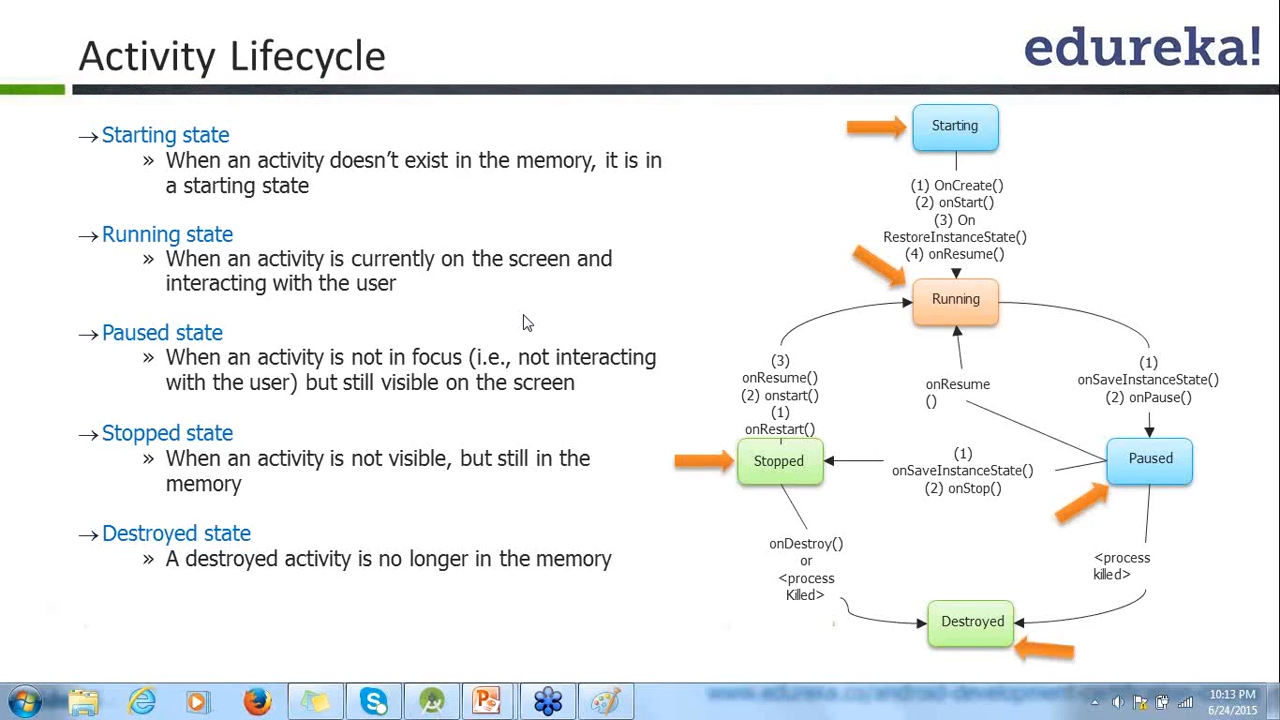 Activity Lifecycle
edureka!
→Starting state
» When an activity doesn't exist in the memory, it is in
a starting state
→Running state
» When an activity is currently on the screen and
interacting with the user
→Paused state
» When an activity is not in focus (i.e., not interacting
with the user) but still visible on the screen
→Stopped state
» When an activity is not visible, but still in the
memory
→Destroyed state
» A destroyed activity is no longer in the memory
Starting
(1) OnCreate()
(2) onStart()
(3) On
RestoreInstanceState()
(4) onResume()
Running
(3)
onResume()
(2) onstart()
(1)
onRestart()
onResume
()
(1)
onSaveInstanceState()
(2) onPause()
Stopped
(1)
onSaveInstanceState()
(2) onStop()
Paused
onDestroy()
or
<process
Killed>
<process
killed>
Destroyed
10:13 PM
6/24/2015